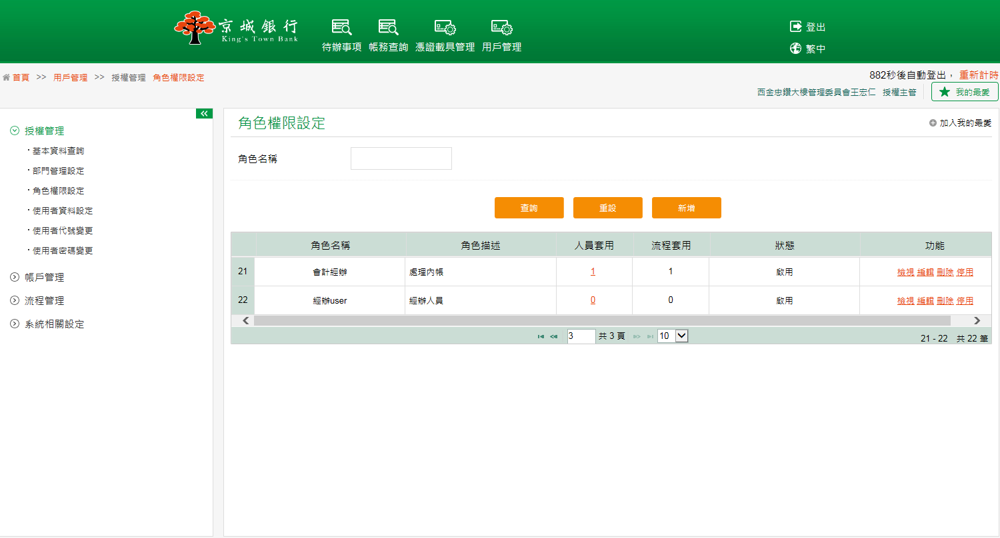 京城銀行
King's Town Bank
待辦事項 帳務查詢 憑證載具管理 用戶管理
登出
繁中
首頁 >> 用戶管理 >> 授權管理 角色權限設定
882秒後自動登出， 重新計時
西金忠鑽大樓管理委員會王宏仁 授權主管 我的最愛
授權管理
‧基本資料查詢
‧部門管理設定
‧角色權限設定
‧使用者資料設定
‧使用者代號變更
‧使用者密碼變更
帳戶管理
流程管理
系統相關設定
角色權限設定 加入我的最愛
角色名稱
查詢 重設 新增
角色名稱 角色描述 人員套用 流程套用 狀態 功能
21 會計經辦 處理內帳 1 1 啟用 檢視 編輯 刪除 停用
22 經辦user 經辦人員 0 0 啟用 檢視 編輯 刪除 停用
3 共 3 頁 10 21 - 22 共 22 筆